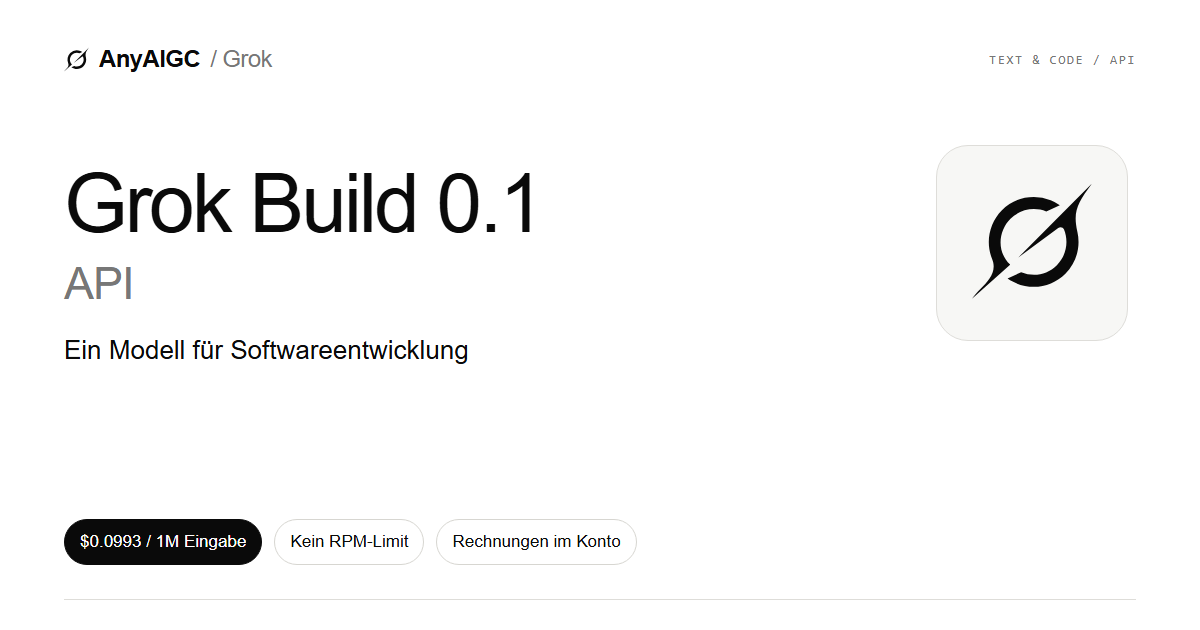 AnyAIGC / Grok
TEXT & CODE / API
Grok Build 0.1
API
Ein Modell für Softwareentwicklung
$0.0993 / 1M Eingabe
Kein RPM-Limit
Rechnungen im Konto